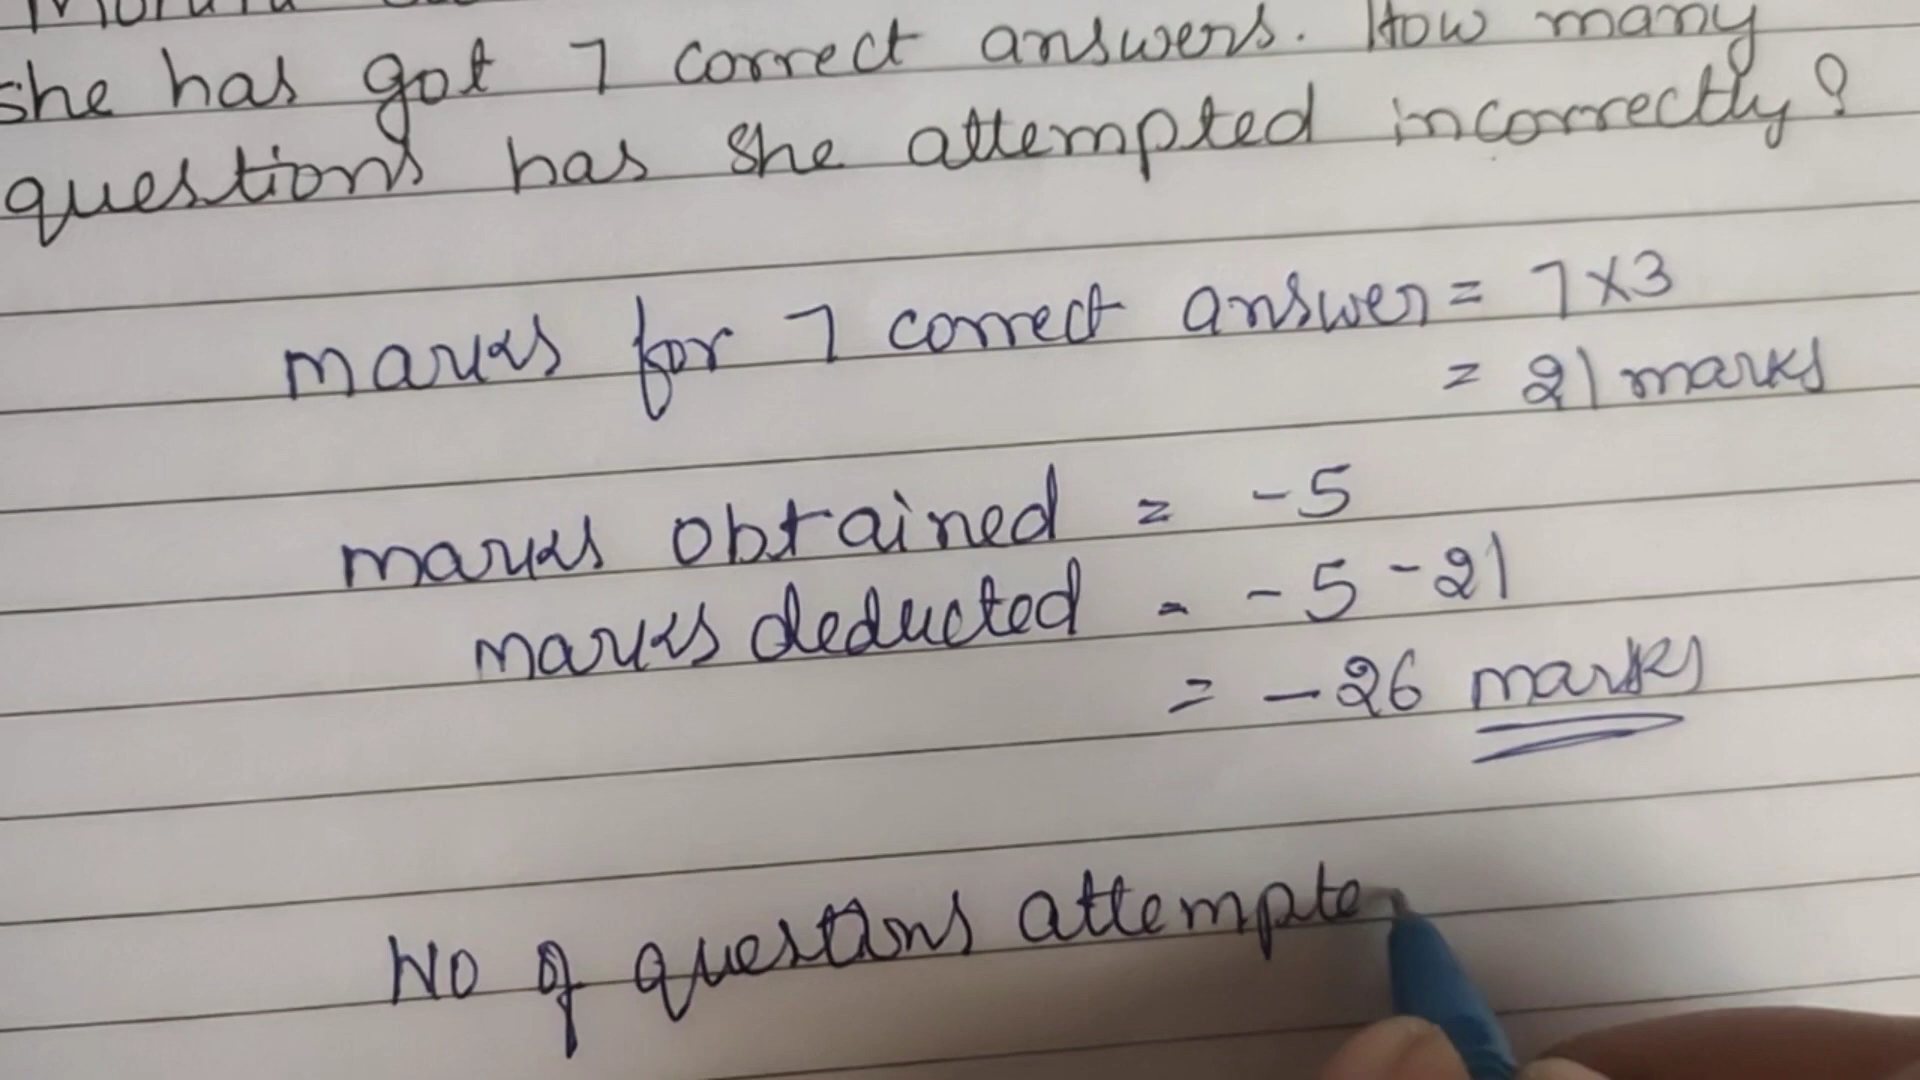 she has got 7 correct answers. How many
questions has she attempted incorrectly?
marks for 7 correct answer = 7 x 3
= 21 marks
marks obtained = -5
marks deducted = -5 -21
= -26 marks
No of questions attempte